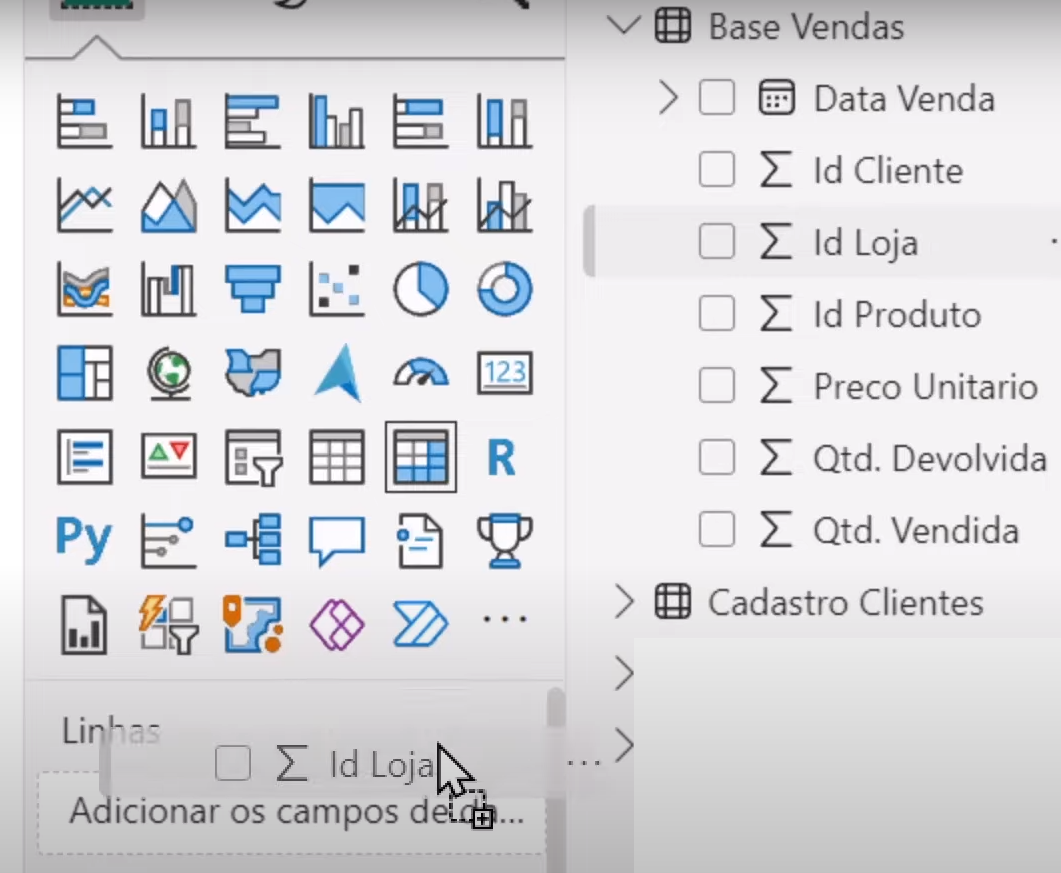 Base Vendas
Data Venda
Id Cliente
Id Loja
Id Produto
Preco Unitario
Qtd. Devolvida
Qtd. Vendida
Cadastro Clientes
123
R
Py
Linhas
Id Loja
Adicionar os campos de da...